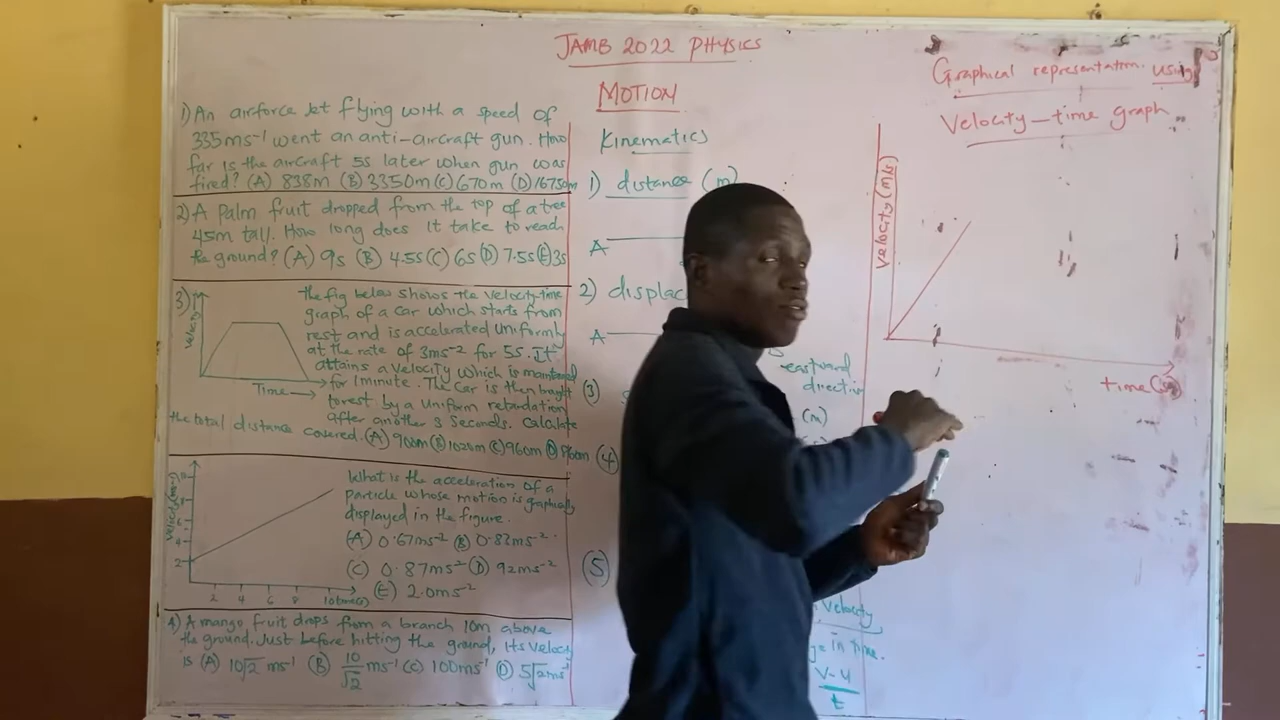 JAMB 2022 PHYSICS
1) An airforce Jet flying with a speed of
335ms⁻¹ went an anti-aircraft gun. How
far is the aircraft 5s later when gun was
fired? (A) 838m (B) 3350m (C) 670m (D) 16750m
2) A Palm fruit dropped from the top of a tree
45m tall. How long does it take to reach
the ground? (A) 9s (B) 4.5s (C) 6s (D) 7.5s (E) 3s
3)
Velocity
Time
The fig below shows the velocity-time
graph of a car which starts from
rest and is accelerated Uniformly
at the rate of 3ms⁻² for 5s. It
attains a velocity which is maintained
for 1minute. The Car is then brought
to rest by a Uniform retardation
after another 3 Seconds. Calculate
the total distance covered. (A) 900m (B) 1020m (C) 960m (D)
Velocity(ms⁻¹)
10
8
6
4
2
2 4 6 8 10 time(s)
What is the acceleration of a
particle whose motion is graphically
displayed in the figure.
(A) 0.67ms⁻² (B) 0.83ms⁻².
(C) 0.87ms² (D) 92ms⁻²
(E) 2.0ms⁻²
4) A mango fruit drops from a branch 10m above
the ground. Just before hitting the ground, its velocity
is (A) 10√2 ms⁻¹ (B) 10/√2 ms⁻¹ (C) 100ms⁻¹ (D) 5√2ms⁻¹
MOTION
Kinematics
1) distance (m)
A
2) displac
A
eastward
direction
(3)
(m)
(4)
(5)
Velocity
in time.
V-U
t
Graphical representation using
Velocity-time graph
Velocity (m/s)
time(s)